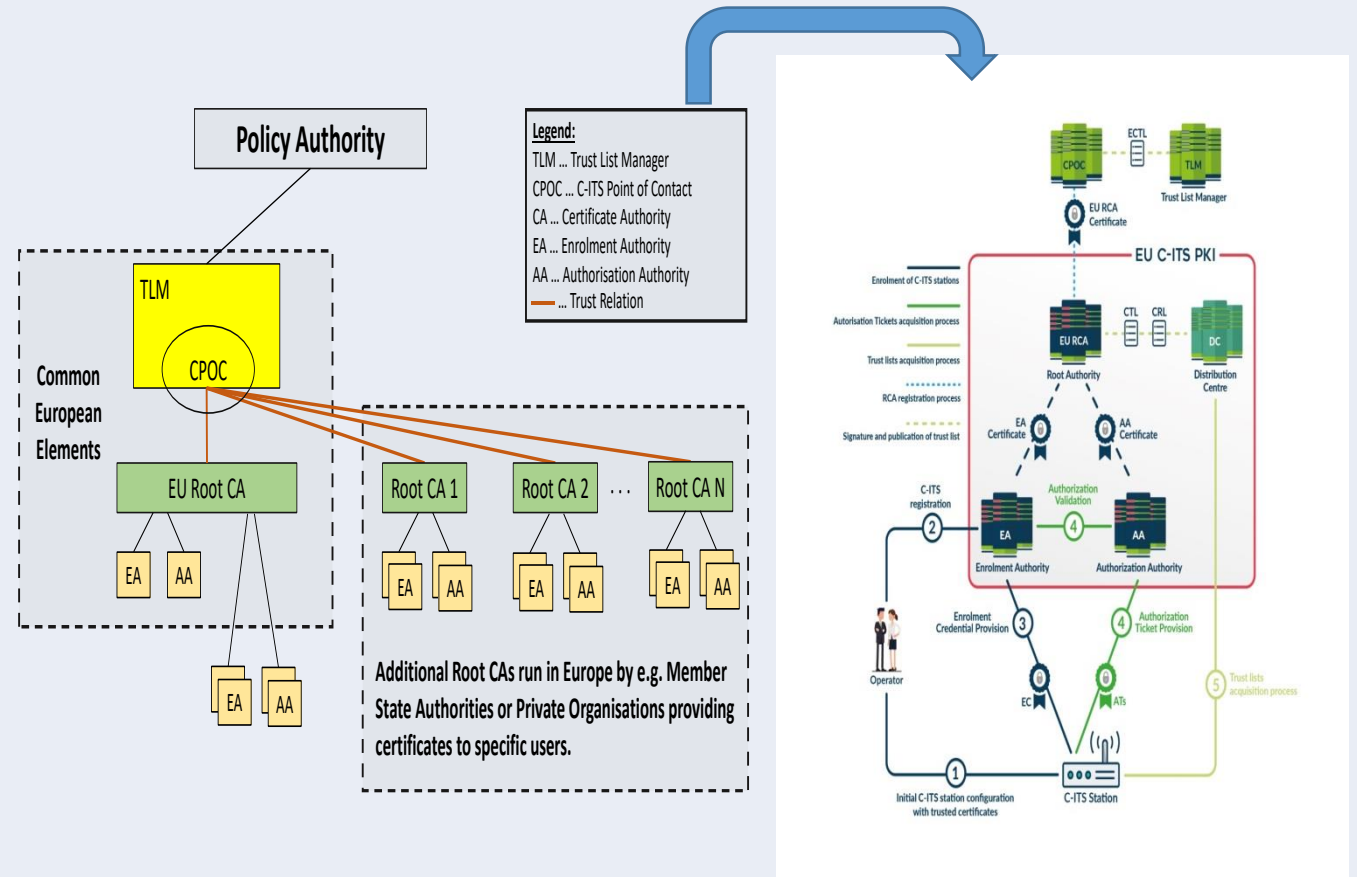 Policy Authority
TLM
CPOC
Common
European
Elements
EU Root CA
EA
AA
EA
AA
Root CA 1
Root CA 2
. . .
Root CA N
EA
AA
EA
AA
EA
AA
Additional Root CAs run in Europe by e.g. Member
State Authorities or Private Organisations providing
certificates to specific users.
Legend:
TLM ... Trust List Manager
CPOC ... C-ITS Point of Contact
CA ... Certificate Authority
EA ... Enrolment Authority
AA ... Authorisation Authority
... Trust Relation
CPOC
ECTL
TLM
Trust List Manager
EU RCA
Certificate
EU C-ITS PKI
Enrolment of C-ITS stations
Autorisation Tickets acquisition process
Trust lists acquisition process
RCA registration process
Signature and publication of trust list
EU RCA
Root Authority
CTL
CRL
DC
Distribution
Centre
EA
Certificate
AA
Certificate
C-ITS
registration
2
EA
Enrolment Authority
Authorization
Validation
4
AA
Authorization Authority
Operator
Enrolment
Credential Provision
3
EC
4
Authorization
Ticket Provision
ATs
5
Trust lists
acquisition process
1
Initial C-ITS station configuration
with trusted certificates
C-ITS Station